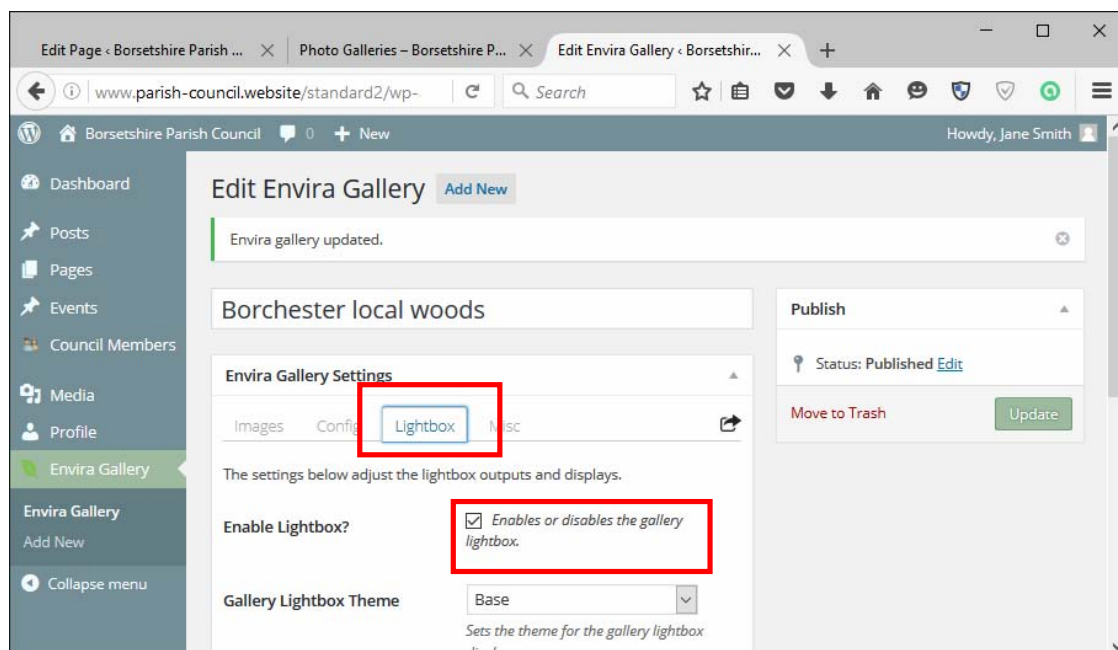 Edit Page ‹ Borsetshire Parish ...
Photo Galleries – Borsetshire P...
Edit Envira Gallery ‹ Borsetshir...
www.parish-council.website/standard2/wp-
Search
Borsetshire Parish Council 0 + New
Howdy, Jane Smith
Dashboard
Posts
Pages
Events
Council Members
Media
Profile
Envira Gallery
Envira Gallery
Add New
Collapse menu
Edit Envira Gallery Add New
Envira gallery updated.
Borchester local woods
Envira Gallery Settings
Images Config Lightbox Misc
The settings below adjust the lightbox outputs and displays.
Enable Lightbox?
Enables or disables the gallery
lightbox.
Gallery Lightbox Theme
Base
Sets the theme for the gallery lightbox
Publish
Status: Published Edit
Move to Trash
Update